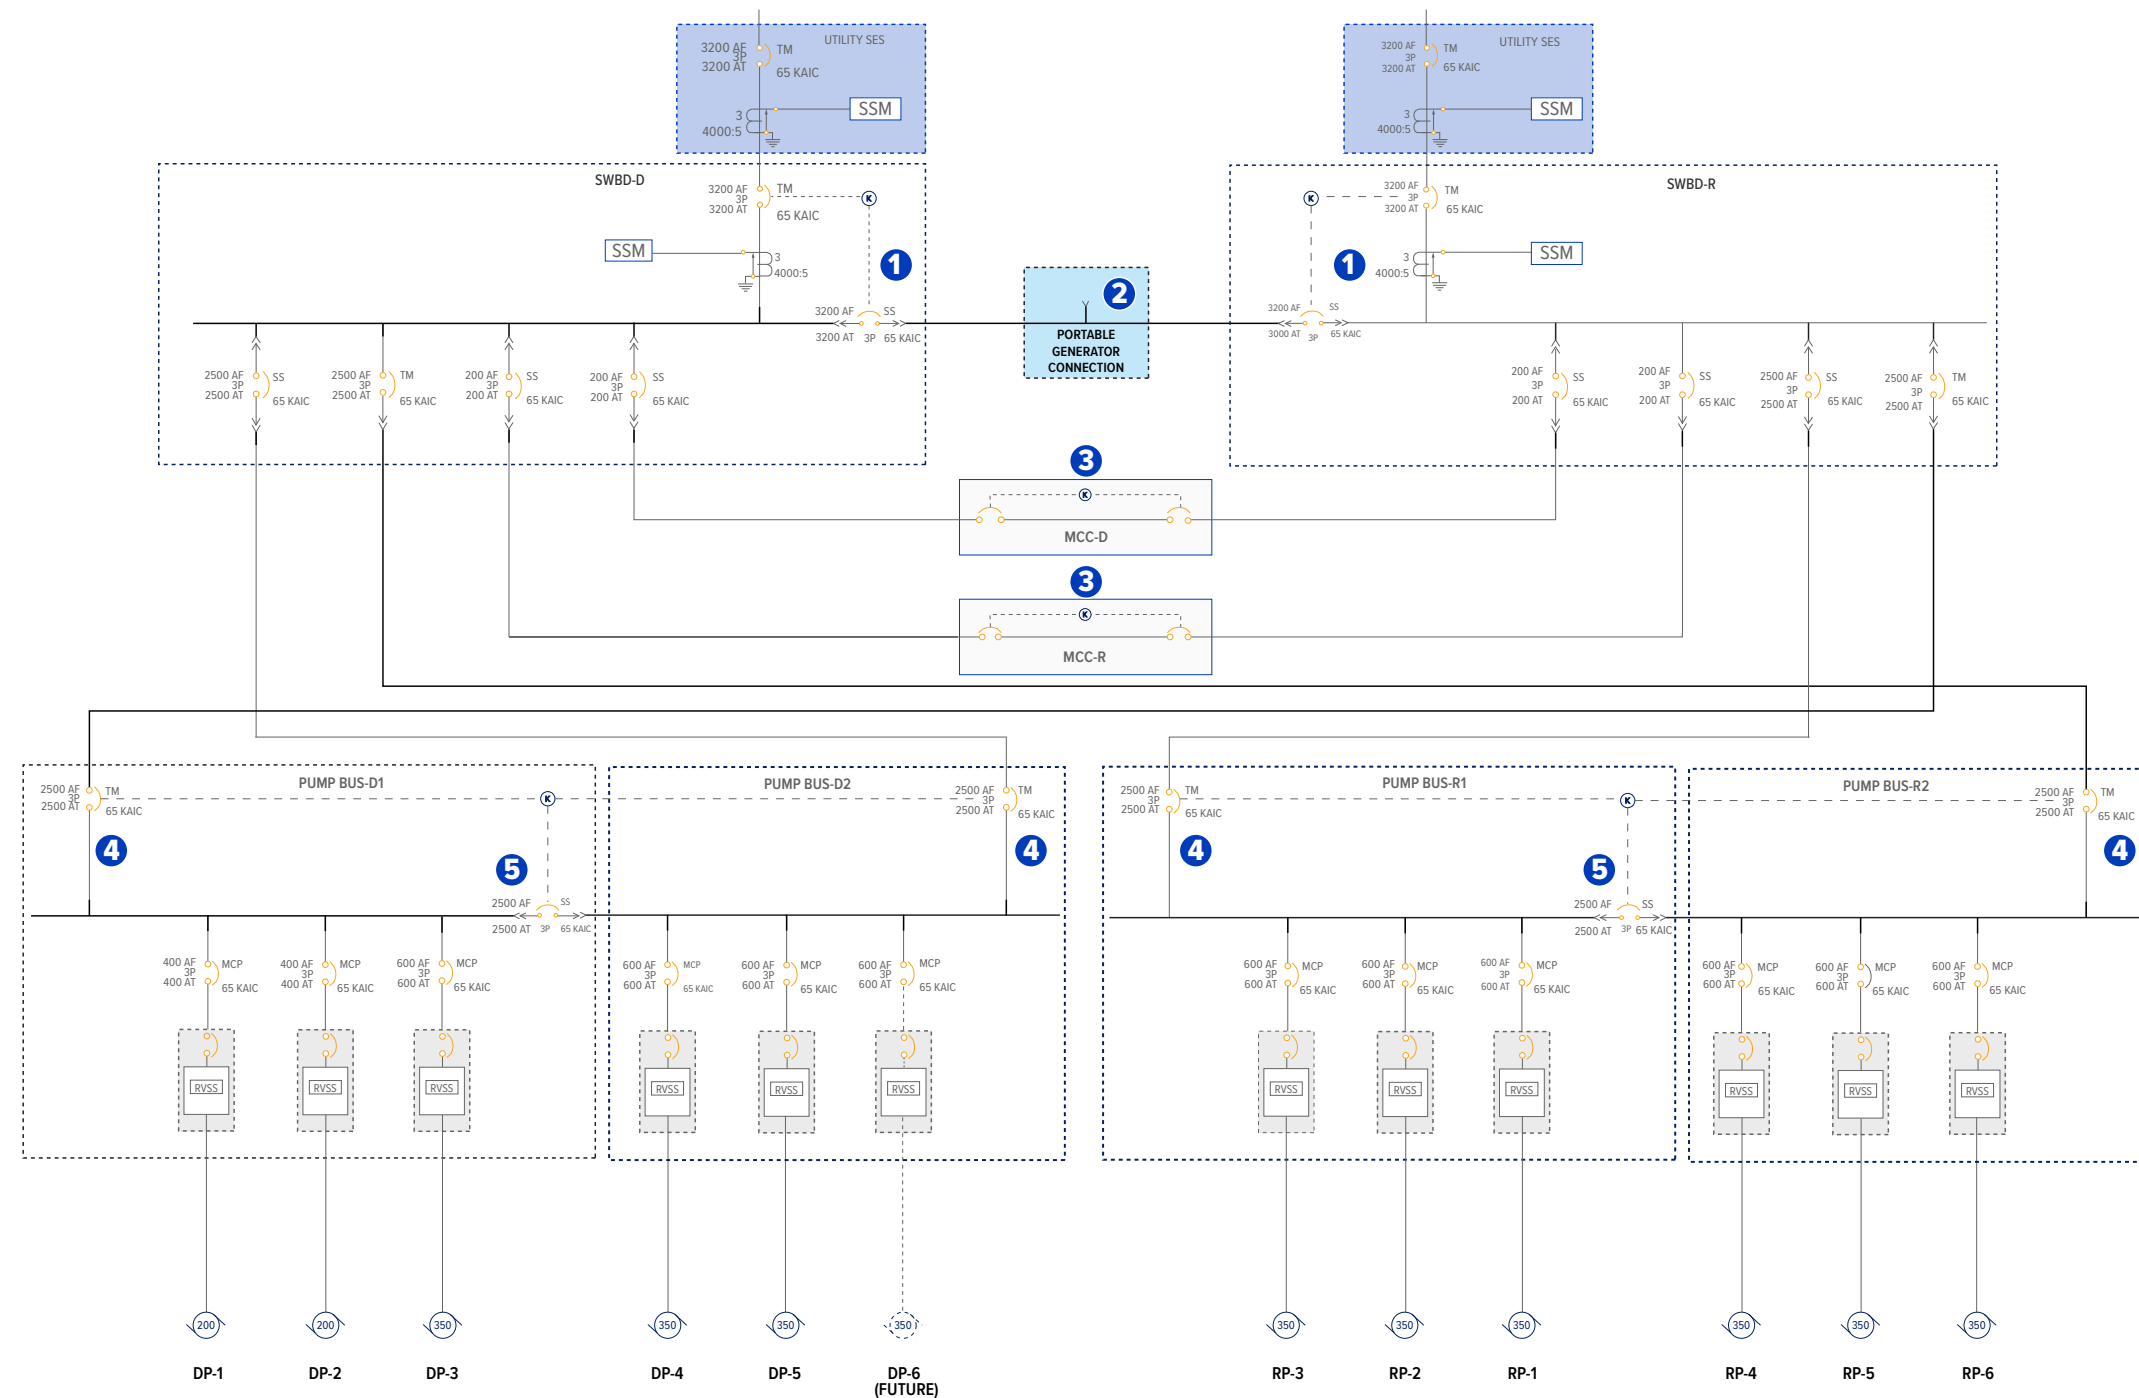 UTILITY SES
3200 AF
3P
3200 AT
TM
65 KAIC
3
4000:5
SSM
UTILITY SES
3200 AF
3P
3200 AT
TM
65 KAIC
3
4000:5
SSM
SWBD-D
3200 AF
3P
3200 AT
TM
65 KAIC
K
SSM
3
4000:5
1
3200 AF
SS
3200 AT
3P
65 KAIC
2
PORTABLE
GENERATOR
CONNECTION
SWBD-R
K
3200 AF
3P
3200 AT
TM
65 KAIC
1
3
4000:5
SSM
3200 AF
SS
3000 AT
3P
65 KAIC
2500 AF
3P
2500 AT
SS
65 KAIC
2500 AF
3P
2500 AT
TM
65 KAIC
200 AF
3P
200 AT
SS
65 KAIC
200 AF
3P
200 AT
SS
65 KAIC
200 AF
3P
200 AT
SS
65 KAIC
200 AF
3P
200 AT
SS
65 KAIC
2500 AF
3P
2500 AT
SS
65 KAIC
2500 AF
3P
2500 AT
TM
65 KAIC
3
K
MCC-D
3
K
MCC-R
PUMP BUS-D1
2500 AF
3P
2500 AT
TM
65 KAIC
4
K
5
2500 AF
SS
2500 AT
3P
65 KAIC
PUMP BUS-D2
2500 AF
3P
2500 AT
TM
65 KAIC
4
PUMP BUS-R1
2500 AF
3P
2500 AT
TM
65 KAIC
4
K
5
2500 AF
SS
2500 AT
3P
65 KAIC
PUMP BUS-R2
2500 AF
3P
2500 AT
TM
65 KAIC
4
400 AF
3P
400 AT
MCP
65 KAIC
400 AF
3P
400 AT
MCP
65 KAIC
600 AF
3P
600 AT
MCP
65 KAIC
600 AF
3P
600 AT
MCP
65 KAIC
600 AF
3P
600 AT
MCP
65 KAIC
600 AF
3P
600 AT
MCP
65 KAIC
600 AF
3P
600 AT
MCP
65 KAIC
600 AF
3P
600 AT
MCP
65 KAIC
600 AF
3P
600 AT
MCP
65 KAIC
600 AF
3P
600 AT
MCP
65 KAIC
600 AF
3P
600 AT
MCP
65 KAIC
600 AF
3P
600 AT
MCP
65 KAIC
RVSS
RVSS
RVSS
RVSS
RVSS
RVSS
RVSS
RVSS
RVSS
RVSS
RVSS
RVSS
200
200
350
350
350
350
350
350
350
350
350
350
DP-1
DP-2
DP-3
DP-4
DP-5
DP-6
(FUTURE)
RP-3
RP-2
RP-1
RP-4
RP-5
RP-6